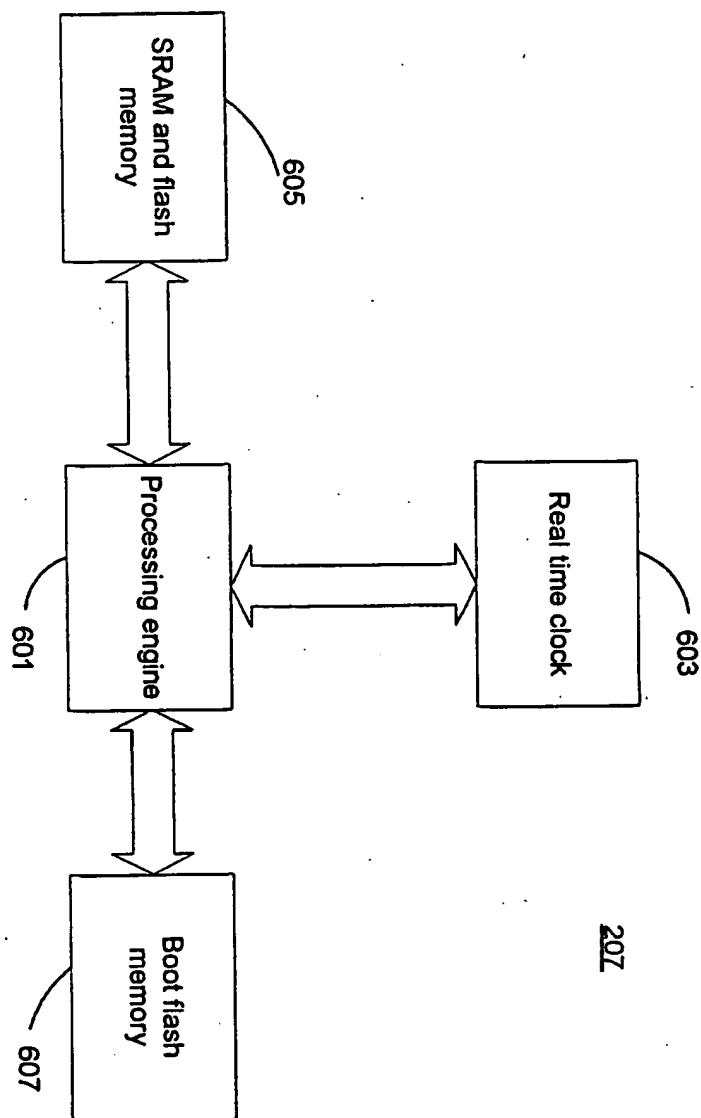 603
207
Real time clock
605
SRAM and flash
memory
Processing engine
Boot flash
memory
601
607